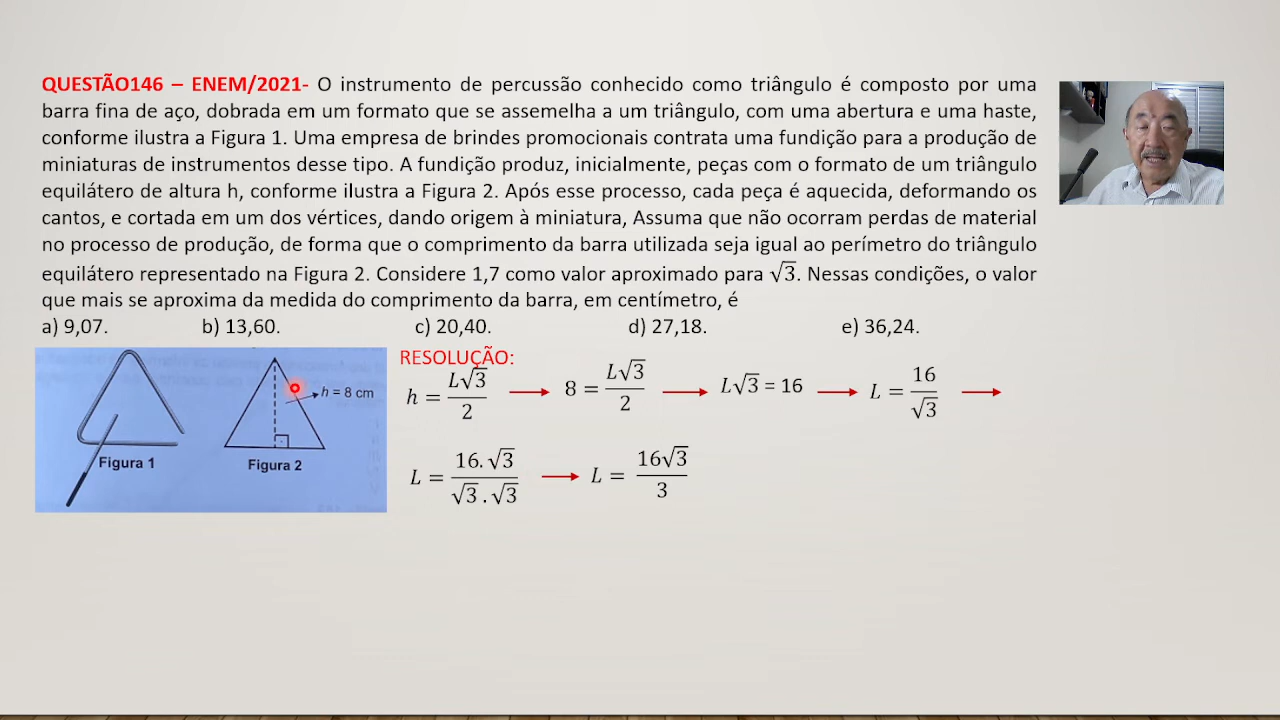 QUESTÃO146 – ENEM/2021- O instrumento de percussão conhecido como triângulo é composto por uma
barra fina de aço, dobrada em um formato que se assemelha a um triângulo, com uma abertura e uma haste,
conforme ilustra a Figura 1. Uma empresa de brindes promocionais contrata uma fundição para a produção de
miniaturas de instrumentos desse tipo. A fundição produz, inicialmente, peças com o formato de um triângulo
equilátero de altura h, conforme ilustra a Figura 2. Após esse processo, cada peça é aquecida, deformando os
cantos, e cortada em um dos vértices, dando origem à miniatura, Assuma que não ocorram perdas de material
no processo de produção, de forma que o comprimento da barra utilizada seja igual ao perímetro do triângulo
equilátero representado na Figura 2. Considere 1,7 como valor aproximado para √3. Nessas condições, o valor
que mais se aproxima da medida do comprimento da barra, em centímetro, é
a) 9,07. b) 13,60. c) 20,40. d) 27,18. e) 36,24.
h = 8 cm
Figura 1 Figura 2
RESOLUÇÃO:
h = L√3/2 → 8 = L√3/2 → L√3 = 16 → L = 16/√3 →
L = 16.√3/√3.√3 → L = 16√3/3